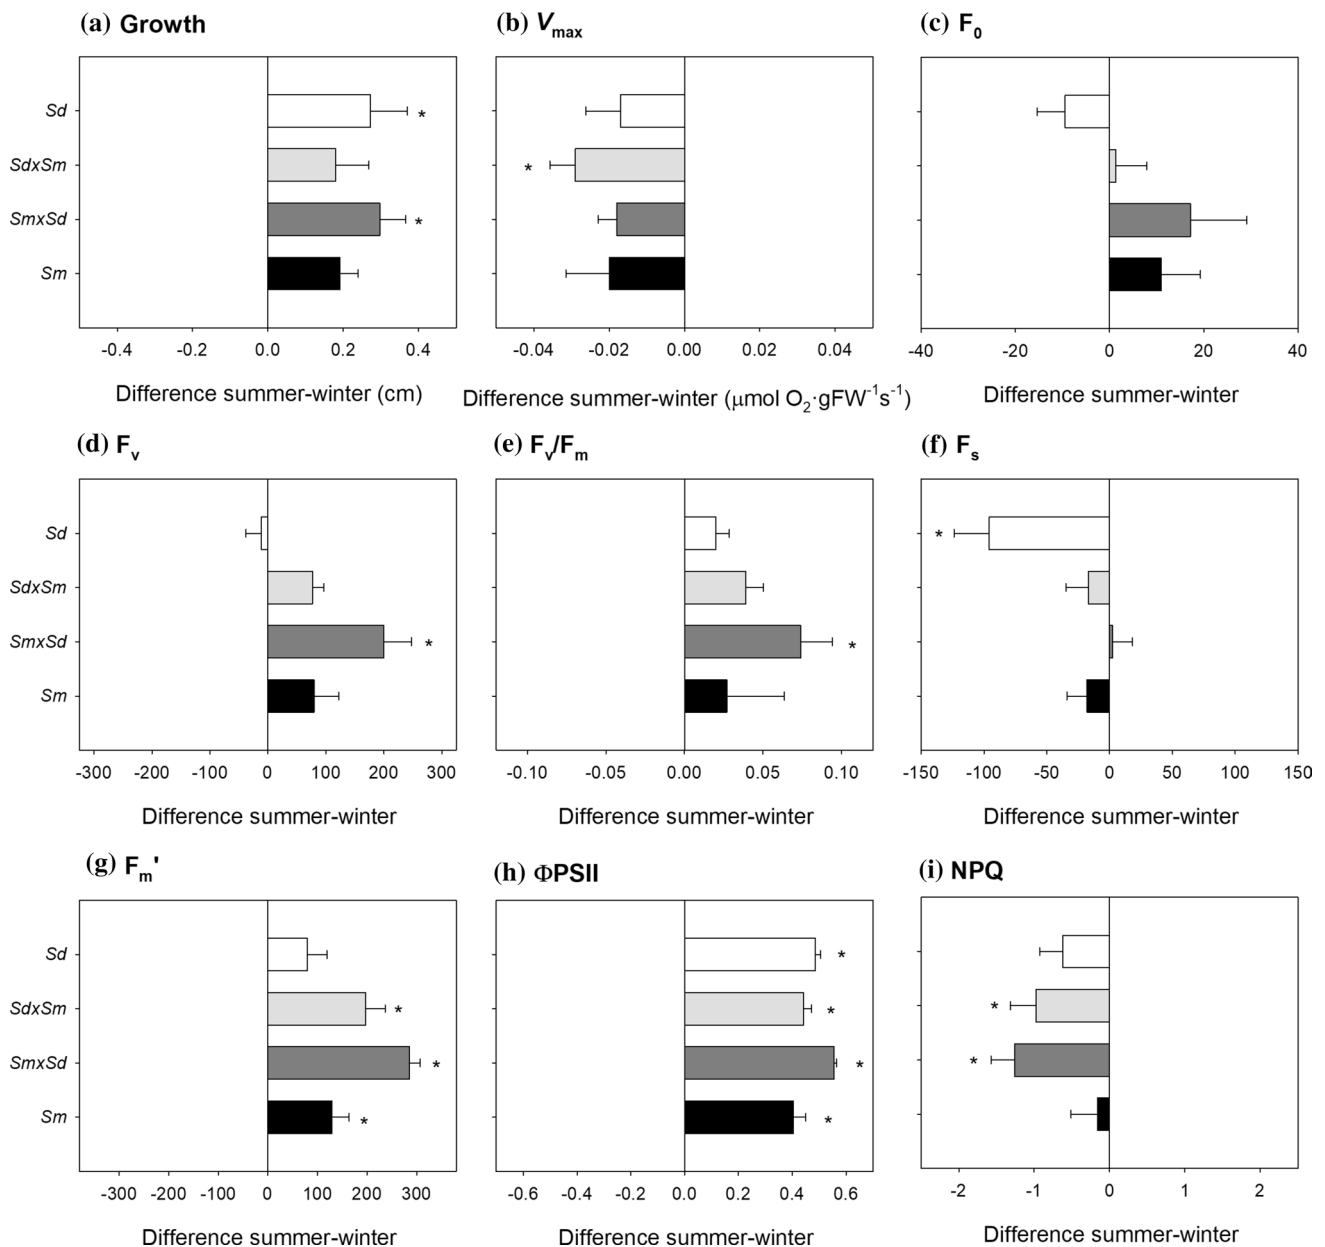 (a) Growth
(b) Vmax
(c) F0
Sd
*
SdxSm
*
SmxSd
*
Sm
-0.4 -0.2 0.0 0.2 0.4
-0.04 -0.02 0.00 0.02 0.04
-40 -20 0 20 40
Difference summer-winter (cm)
Difference summer-winter (μmol O2·gFW-1s-1)
Difference summer-winter
(d) Fv
(e) Fv/Fm
(f) Fs
Sd
*
SdxSm
SmxSd
* *
Sm
-300 -200 -100 0 100 200 300
-0.10 -0.05 0.00 0.05 0.10
-150 -100 -50 0 50 100 150
Difference summer-winter
Difference summer-winter
Difference summer-winter
(g) Fm'
(h) ΦPSII
(i) NPQ
Sd
*
SdxSm
* * *
SmxSd
* * *
Sm
* *
-300 -200 -100 0 100 200 300
-0.6 -0.4 -0.2 0.0 0.2 0.4 0.6
-2 -1 0 1 2
Difference summer-winter
Difference summer-winter
Difference summer-winter